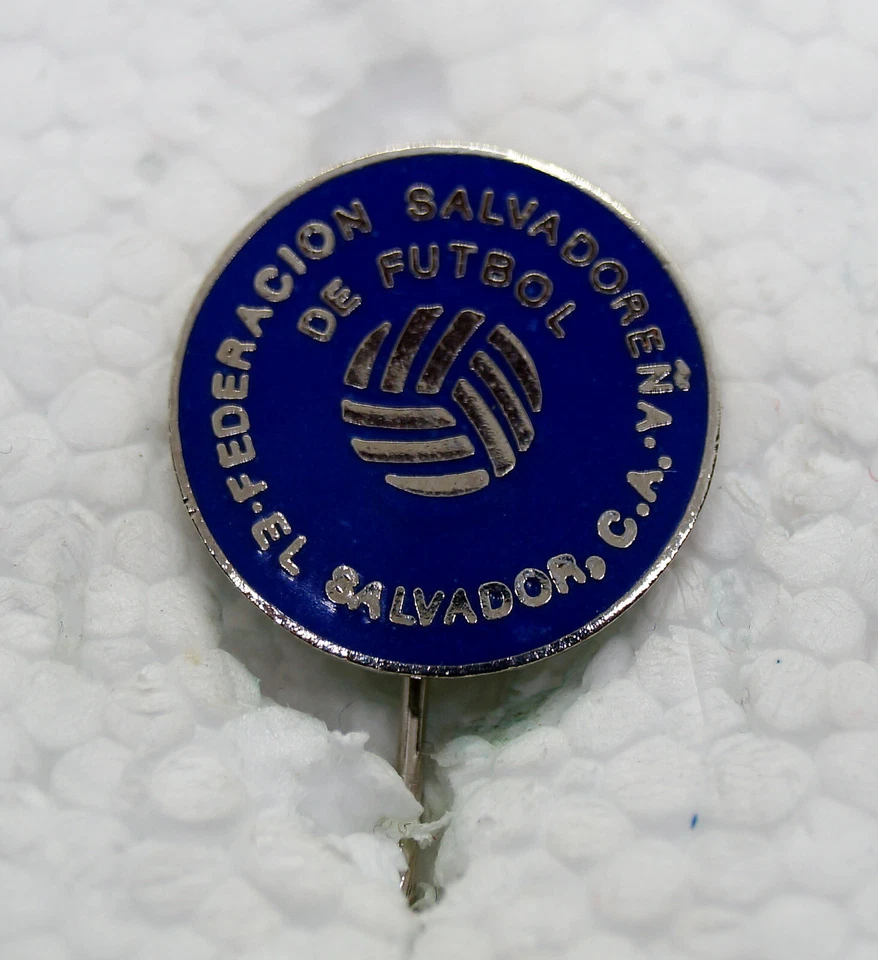 FEDERACION SALVADOREÑA
DE FUTBOL
·EL SALVADOR, C.A.·